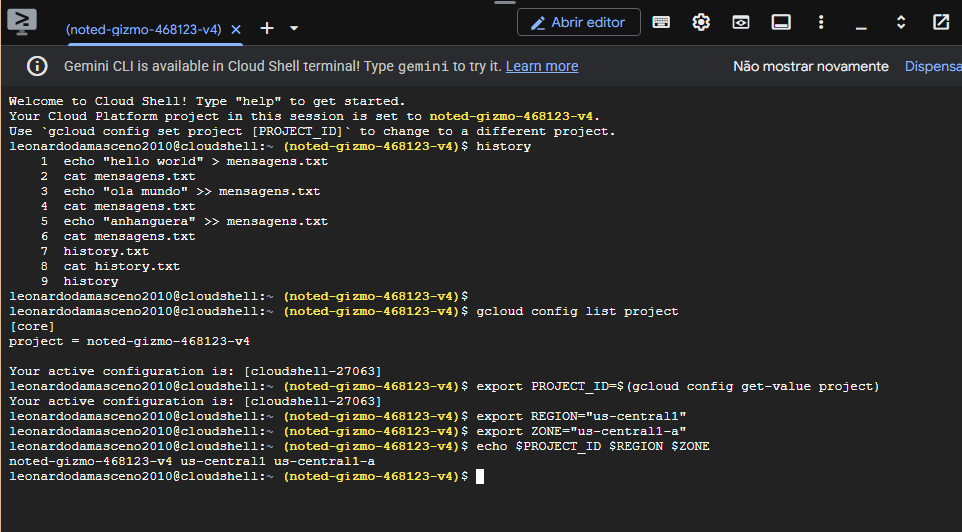 (noted-gizmo-468123-v4) × + Abrir editor
Gemini CLI is available in Cloud Shell terminal! Type gemini to try it. Learn more Não mostrar novamente Dispensa
Welcome to Cloud Shell! Type "help" to get started.
Your Cloud Platform project in this session is set to noted-gizmo-468123-v4.
Use `gcloud config set project [PROJECT_ID]` to change to a different project.
leonardodamasceno2010@cloudshell:~ (noted-gizmo-468123-v4)$ history
1 echo "hello world" > mensagens.txt
2 cat mensagens.txt
3 echo "ola mundo" >> mensagens.txt
4 cat mensagens.txt
5 echo "anhanguera" >> mensagens.txt
6 cat mensagens.txt
7 history.txt
8 cat history.txt
9 history
leonardodamasceno2010@cloudshell:~ (noted-gizmo-468123-v4)$
leonardodamasceno2010@cloudshell:~ (noted-gizmo-468123-v4)$ gcloud config list project
[core]
project = noted-gizmo-468123-v4
Your active configuration is: [cloudshell-27063]
leonardodamasceno2010@cloudshell:~ (noted-gizmo-468123-v4)$ export PROJECT_ID=$(gcloud config get-value project)
Your active configuration is: [cloudshell-27063]
leonardodamasceno2010@cloudshell:~ (noted-gizmo-468123-v4)$ export REGION="us-central1"
leonardodamasceno2010@cloudshell:~ (noted-gizmo-468123-v4)$ export ZONE="us-central1-a"
leonardodamasceno2010@cloudshell:~ (noted-gizmo-468123-v4)$ echo $PROJECT_ID $REGION $ZONE
noted-gizmo-468123-v4 us-central1 us-central1-a
leonardodamasceno2010@cloudshell:~ (noted-gizmo-468123-v4)$